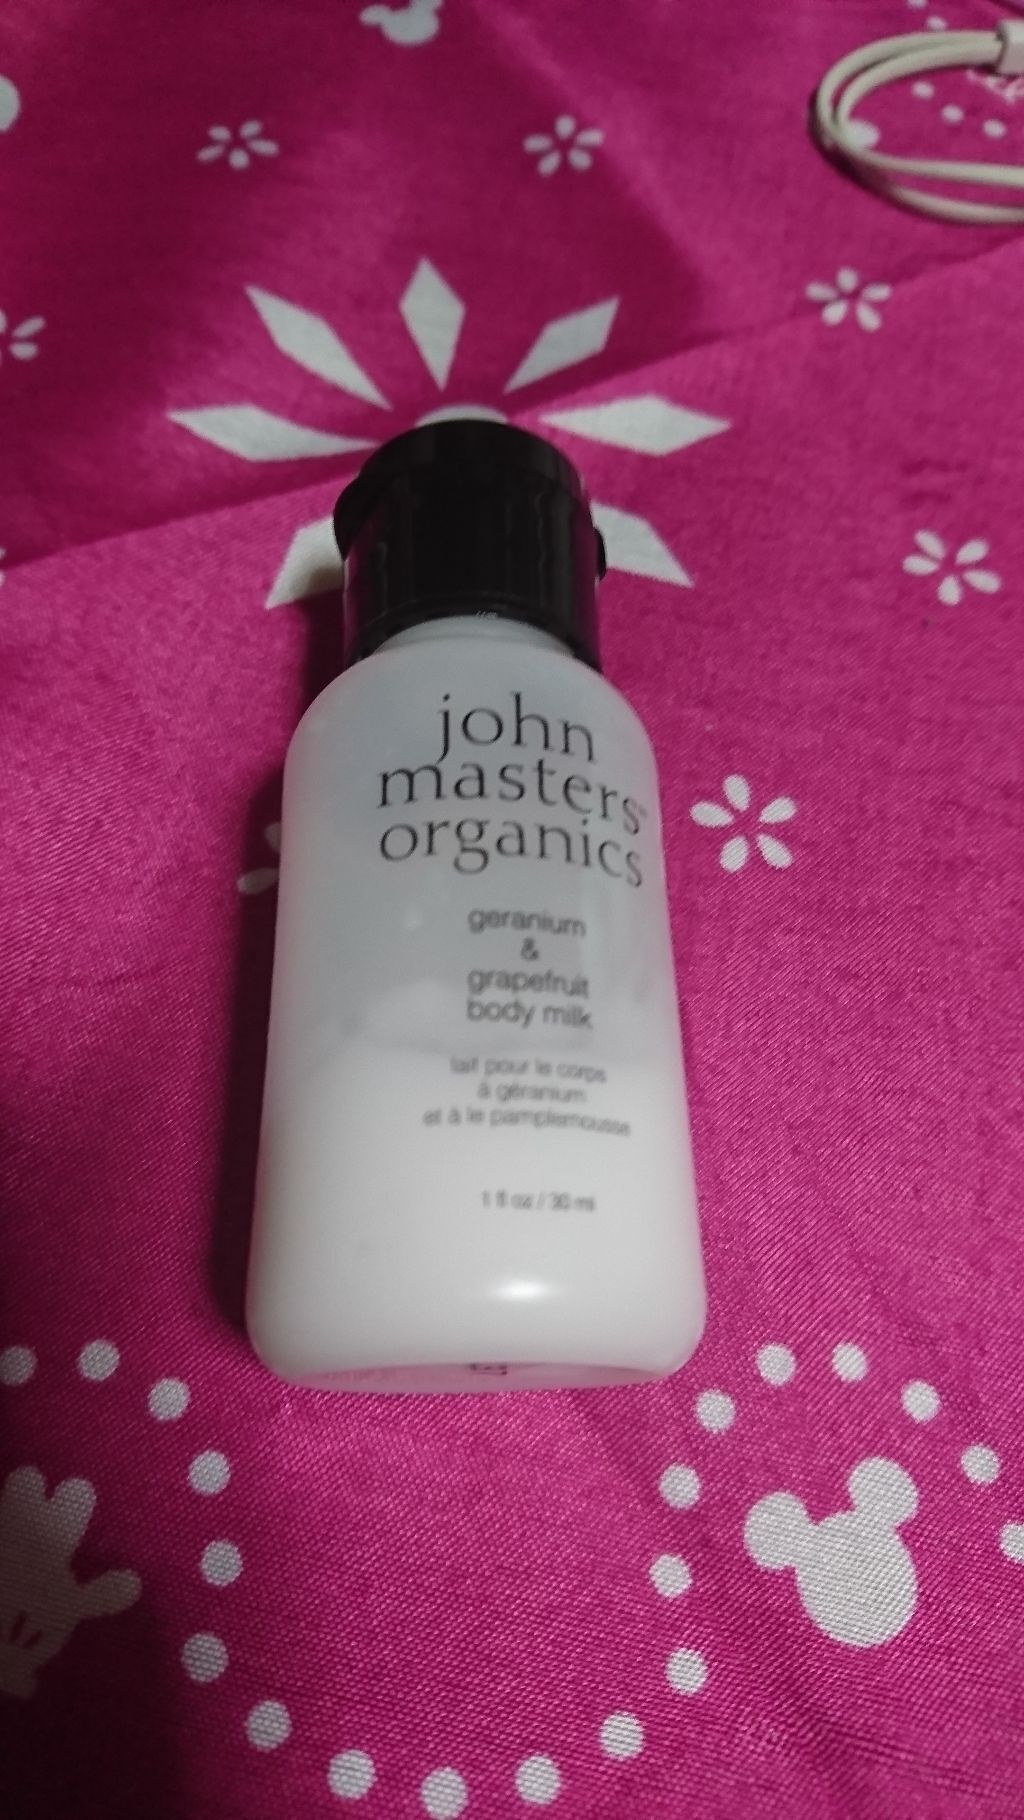 john
masters
organics
geranium
&
grapefruit
body milk
lait pour le corps
à géranium
et à le pamplemousse
1 fl oz / 30 ml